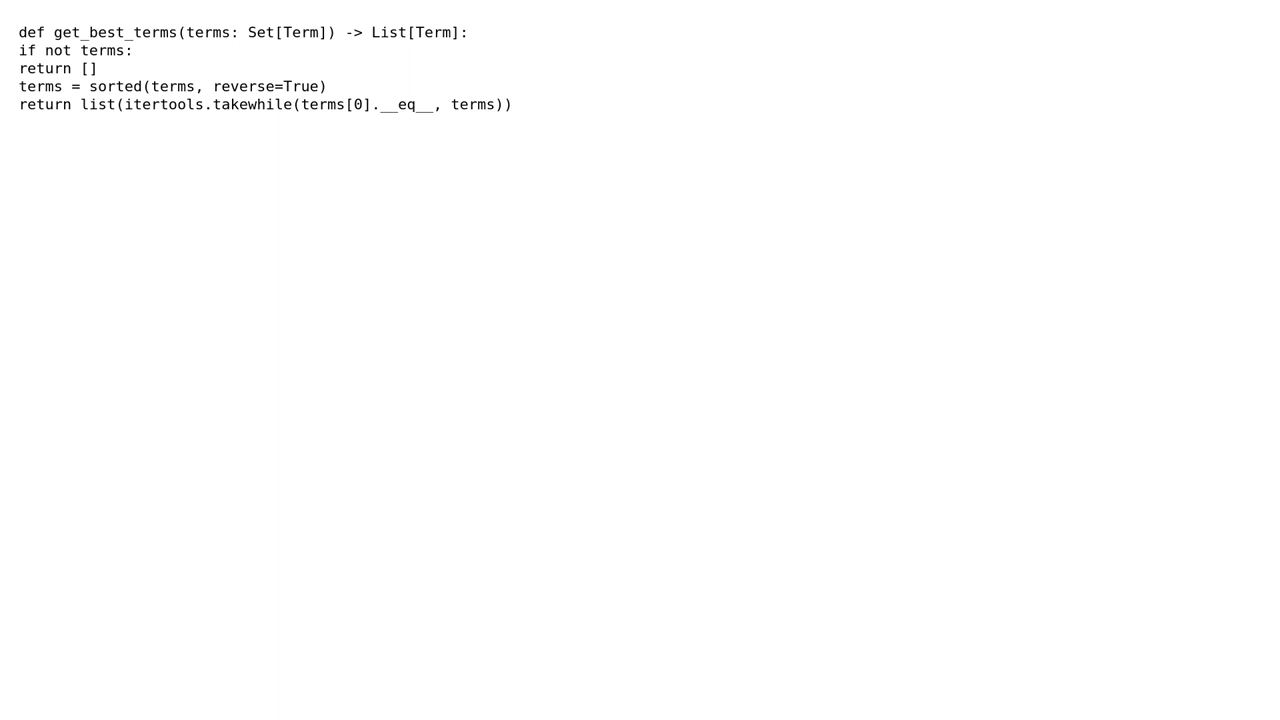 def get_best_terms(terms: Set[Term]) -> List[Term]:
if not terms:
return []
terms = sorted(terms, reverse=True)
return list(itertools.takewhile(terms[0].__eq__, terms))